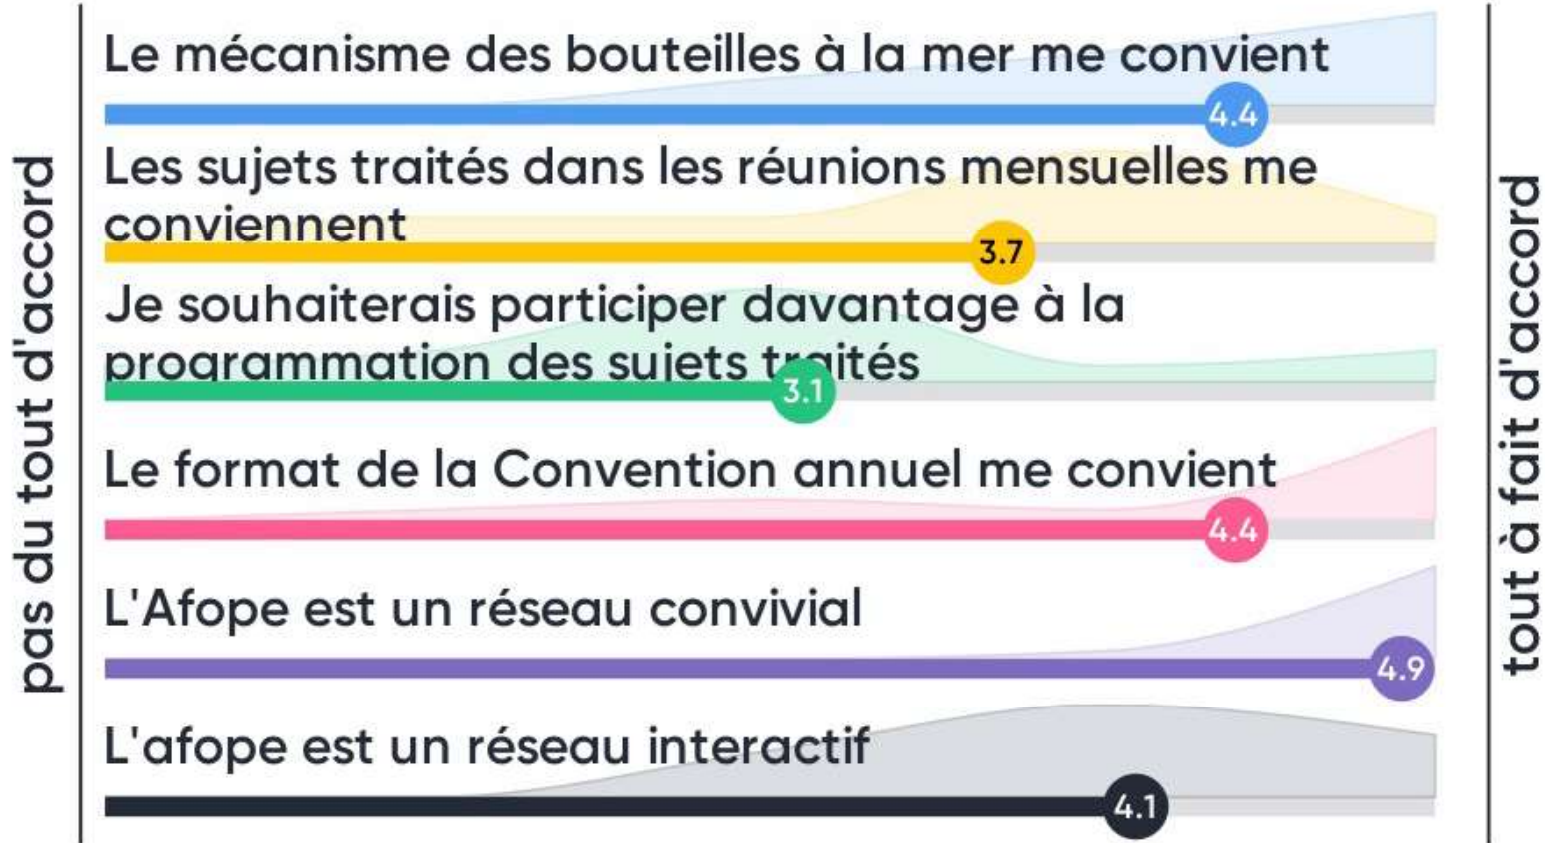 pas du tout d'accord
Le mécanisme des bouteilles à la mer me convient
4.4
Les sujets traités dans les réunions mensuelles me
conviennent
3.7
Je souhaiterais participer davantage à la
programmation des sujets traités
3.1
Le format de la Convention annuel me convient
4.4
L'Afope est un réseau convivial
4.9
L'afope est un réseau interactif
4.1
tout à fait d'accord